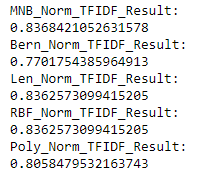 MNB_Norm_TFIDF_Result:
0.8368421052631578
Bern_Norm_TFIDF_Result:
0.7701754385964913
Len_Norm_TFIDF_Result:
0.8362573099415205
RBF_Norm_TFIDF_Result:
0.8362573099415205
Poly_Norm_TFIDF_Result:
0.8058479532163743